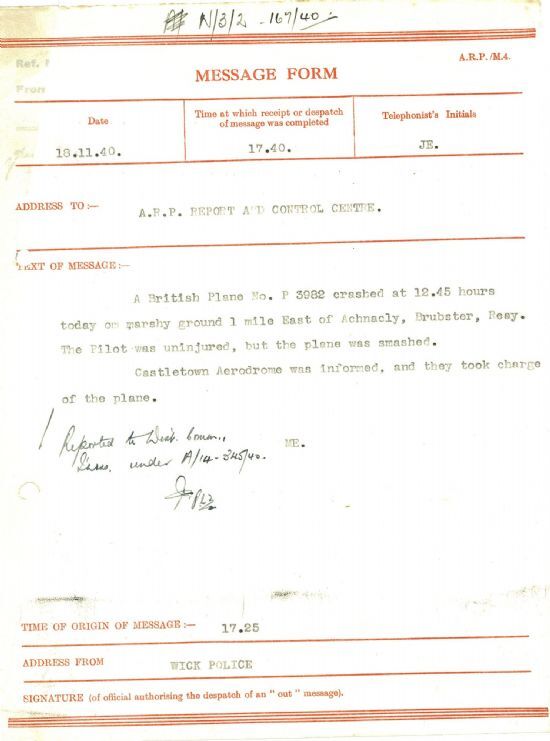 N/3/2 - 167/40
A.R.P./M.4.
Ref.
From
MESSAGE FORM
Date
Time at which receipt or despatch
of message was completed
Telephonist's Initials
18.11.40.
17.40.
JE.
ADDRESS TO :—
A.R.P. REPORT AND CONTROL CENTRE.
TEXT OF MESSAGE :—
A British Plane No. P 3982 crashed at 12.45 hours
today on marshy ground 1 mile East of Achnacly, Brubster, Reay.
The Pilot was uninjured, but the plane was smashed.
Castletown Aerodrome was informed, and they took charge
of the plane.
Reported to Dist. Comm.,
under A/14-345/40.
ME.
TIME OF ORIGIN OF MESSAGE :—
17.25
ADDRESS FROM
WICK POLICE
SIGNATURE (of official authorising the despatch of an " out " message).